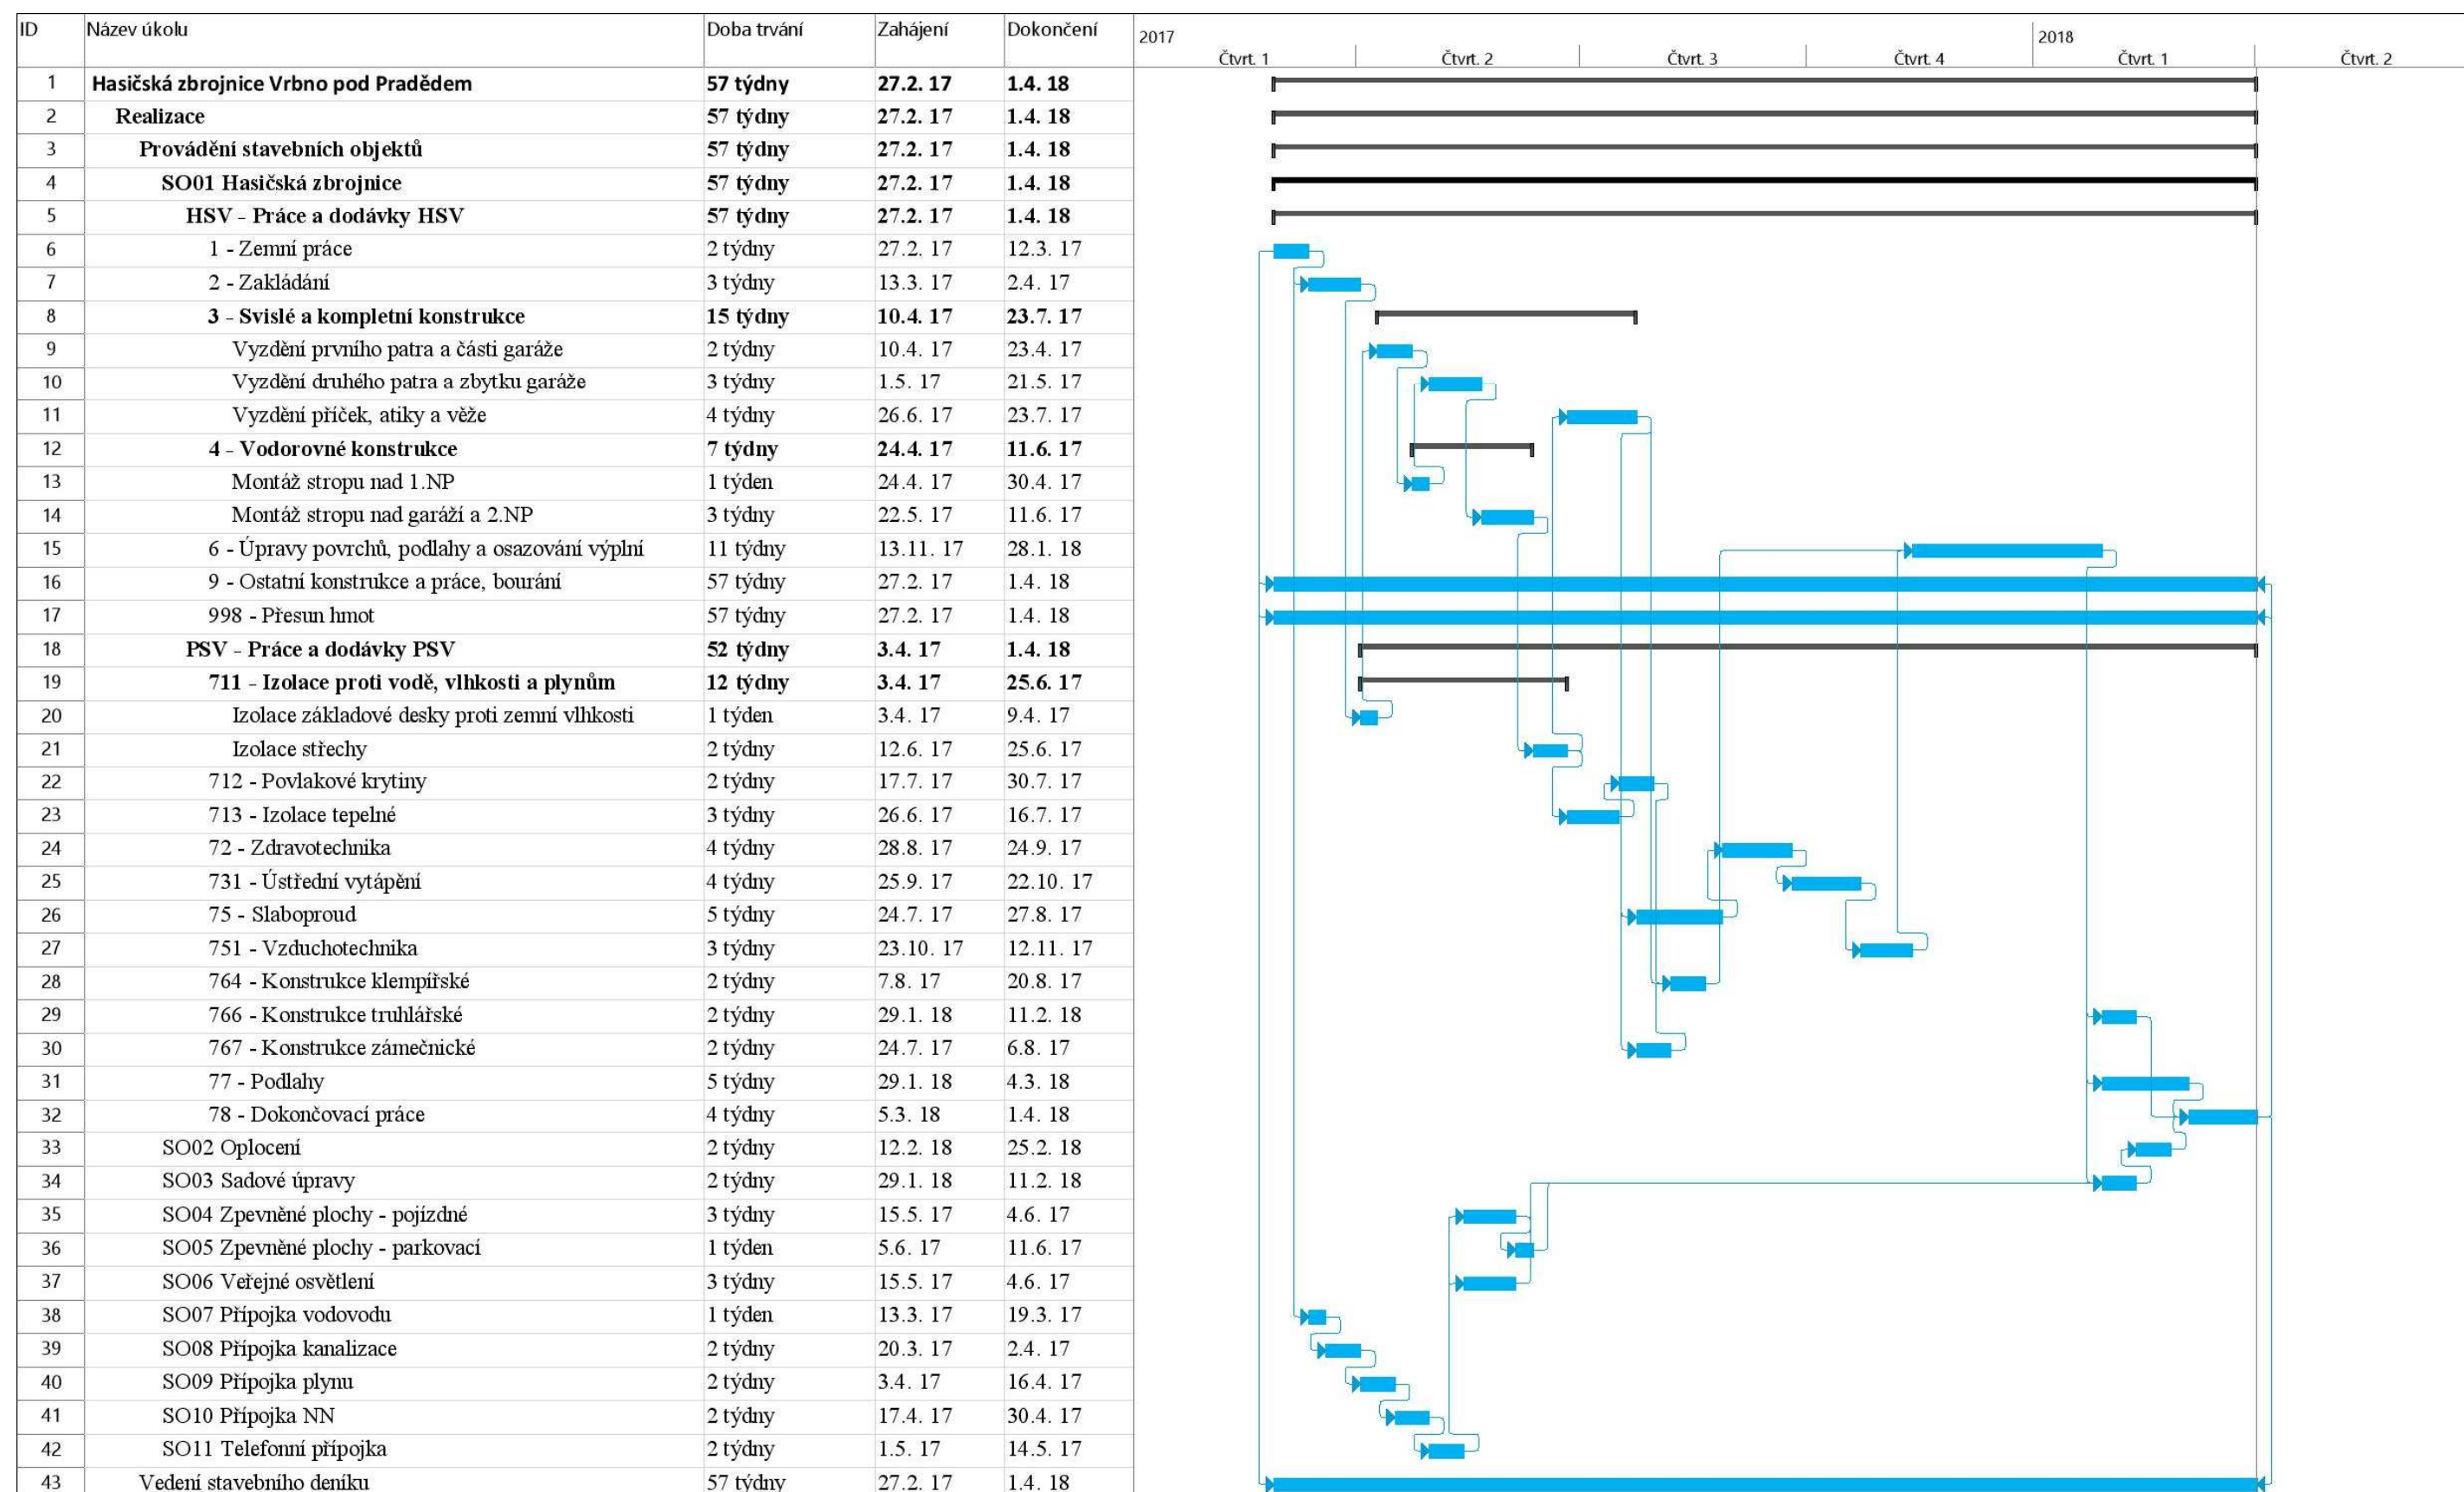 ID Název úkolu Doba trvání Zahájení Dokončení 2017 2018
Čtvrt. 1 Čtvrt. 2 Čtvrt. 3 Čtvrt. 4 Čtvrt. 1 Čtvrt. 2
1 Hasičská zbrojnice Vrbno pod Pradědem 57 týdny 27.2. 17 1.4. 18
2 Realizace 57 týdny 27.2. 17 1.4. 18
3 Provádění stavebních objektů 57 týdny 27.2. 17 1.4. 18
4 SO01 Hasičská zbrojnice 57 týdny 27.2. 17 1.4. 18
5 HSV - Práce a dodávky HSV 57 týdny 27.2. 17 1.4. 18
6 1 - Zemní práce 2 týdny 27.2. 17 12.3. 17
7 2 - Zakládání 3 týdny 13.3. 17 2.4. 17
8 3 - Svislé a kompletní konstrukce 15 týdny 10.4. 17 23.7. 17
9 Vyzdění prvního patra a části garáže 2 týdny 10.4. 17 23.4. 17
10 Vyzdění druhého patra a zbytku garáže 3 týdny 1.5. 17 21.5. 17
11 Vyzdění příček, atiky a věže 4 týdny 26.6. 17 23.7. 17
12 4 - Vodorovné konstrukce 7 týdny 24.4. 17 11.6. 17
13 Montáž stropu nad 1.NP 1 týden 24.4. 17 30.4. 17
14 Montáž stropu nad garáží a 2.NP 3 týdny 22.5. 17 11.6. 17
15 6 - Úpravy povrchů, podlahy a osazování výplní 11 týdny 13.11. 17 28.1. 18
16 9 - Ostatní konstrukce a práce, bourání 57 týdny 27.2. 17 1.4. 18
17 998 - Přesun hmot 57 týdny 27.2. 17 1.4. 18
18 PSV - Práce a dodávky PSV 52 týdny 3.4. 17 1.4. 18
19 711 - Izolace proti vodě, vlhkosti a plynům 12 týdny 3.4. 17 25.6. 17
20 Izolace základové desky proti zemní vlhkosti 1 týden 3.4. 17 9.4. 17
21 Izolace střechy 2 týdny 12.6. 17 25.6. 17
22 712 - Povlakové krytiny 2 týdny 17.7. 17 30.7. 17
23 713 - Izolace tepelné 3 týdny 26.6. 17 16.7. 17
24 72 - Zdravotechnika 4 týdny 28.8. 17 24.9. 17
25 731 - Ústřední vytápění 4 týdny 25.9. 17 22.10. 17
26 75 - Slaboproud 5 týdny 24.7. 17 27.8. 17
27 751 - Vzduchotechnika 3 týdny 23.10. 17 12.11. 17
28 764 - Konstrukce klempířské 2 týdny 7.8. 17 20.8. 17
29 766 - Konstrukce truhlářské 2 týdny 29.1. 18 11.2. 18
30 767 - Konstrukce zámečnické 2 týdny 24.7. 17 6.8. 17
31 77 - Podlahy 5 týdny 29.1. 18 4.3. 18
32 78 - Dokončovací práce 4 týdny 5.3. 18 1.4. 18
33 SO02 Oplocení 2 týdny 12.2. 18 25.2. 18
34 SO03 Sadové úpravy 2 týdny 29.1. 18 11.2. 18
35 SO04 Zpevněné plochy - pojízdné 3 týdny 15.5. 17 4.6. 17
36 SO05 Zpevněné plochy - parkovací 1 týden 5.6. 17 11.6. 17
37 SO06 Veřejné osvětlení 3 týdny 15.5. 17 4.6. 17
38 SO07 Přípojka vodovodu 1 týden 13.3. 17 19.3. 17
39 SO08 Přípojka kanalizace 2 týdny 20.3. 17 2.4. 17
40 SO09 Přípojka plynu 2 týdny 3.4. 17 16.4. 17
41 SO10 Přípojka NN 2 týdny 17.4. 17 30.4. 17
42 SO11 Telefonní přípojka 2 týdny 1.5. 17 14.5. 17
43 Vedení stavebního deníku 57 týdny 27.2. 17 1.4. 18